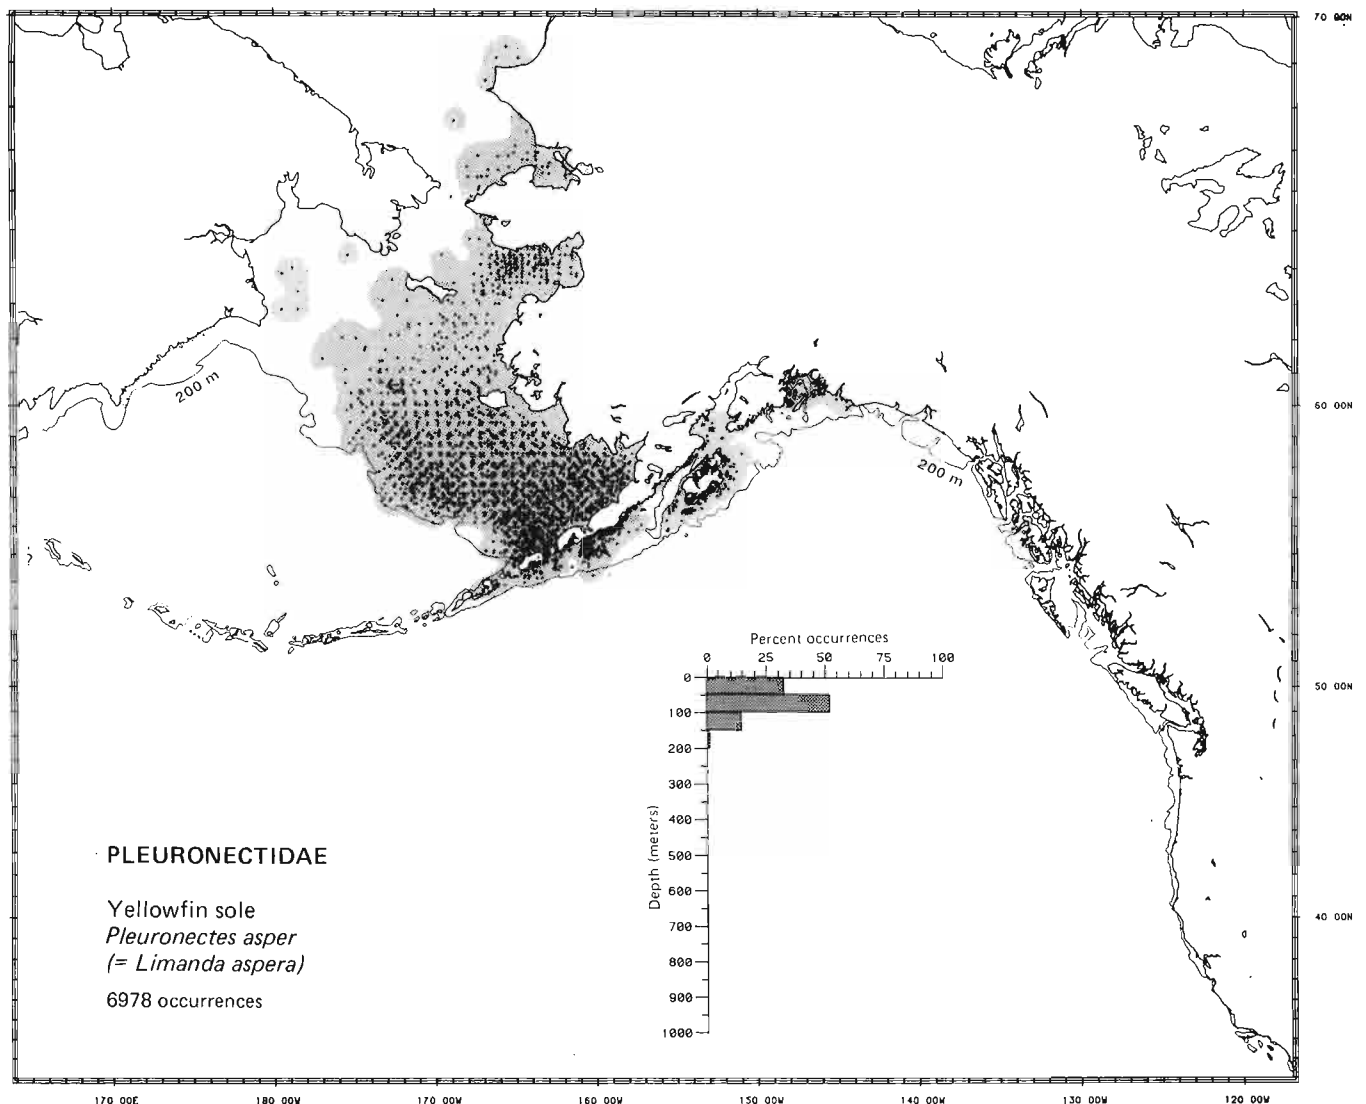 70 00N
200 m
60 00N
200 m
Percent occurrences
0 25 50 75 100
50 00N
0
100
200
300
400
500
600
700
800
900
1000
Depth (meters)
40 00N
PLEURONECTIDAE
Yellowfin sole
Pleuronectes asper
(= Limanda aspera)
6978 occurrences
170 00E 180 00W 170 00W 160 00W 150 00W 140 00W 130 00W 120 00W